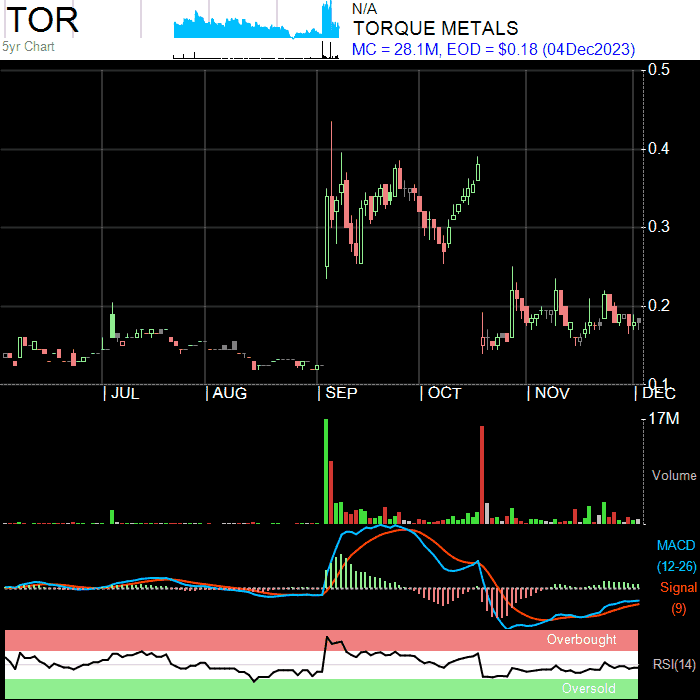 TOR
5yr Chart
N/A
TORQUE METALS
MC = 28.1M, EOD = $0.18 (04Dec2023)
0.5
0.4
0.3
0.2
0.1
| JUL | AUG | SEP | OCT | NOV | DEC
17M
Volume
MACD
(12-26)
Signal
(9)
Overbought
RSI(14)
Oversold